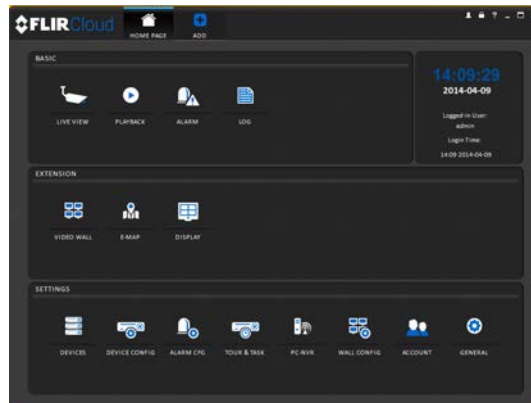 FLIR Cloud
HOME PAGE
ADD
BASIC
LIVE VIEW
PLAYBACK
ALARM
LOG
14:09:29
2014-04-09
Logged-in User:
admin
Login Time:
14:09 2014-04-09
EXTENSION
VIDEO WALL
E-MAP
DISPLAY
SETTINGS
DEVICES
DEVICE CONFIG
ALARM CFG
TOUR & TASK
PC-NVR
WALL CONFIG
ACCOUNT
GENERAL